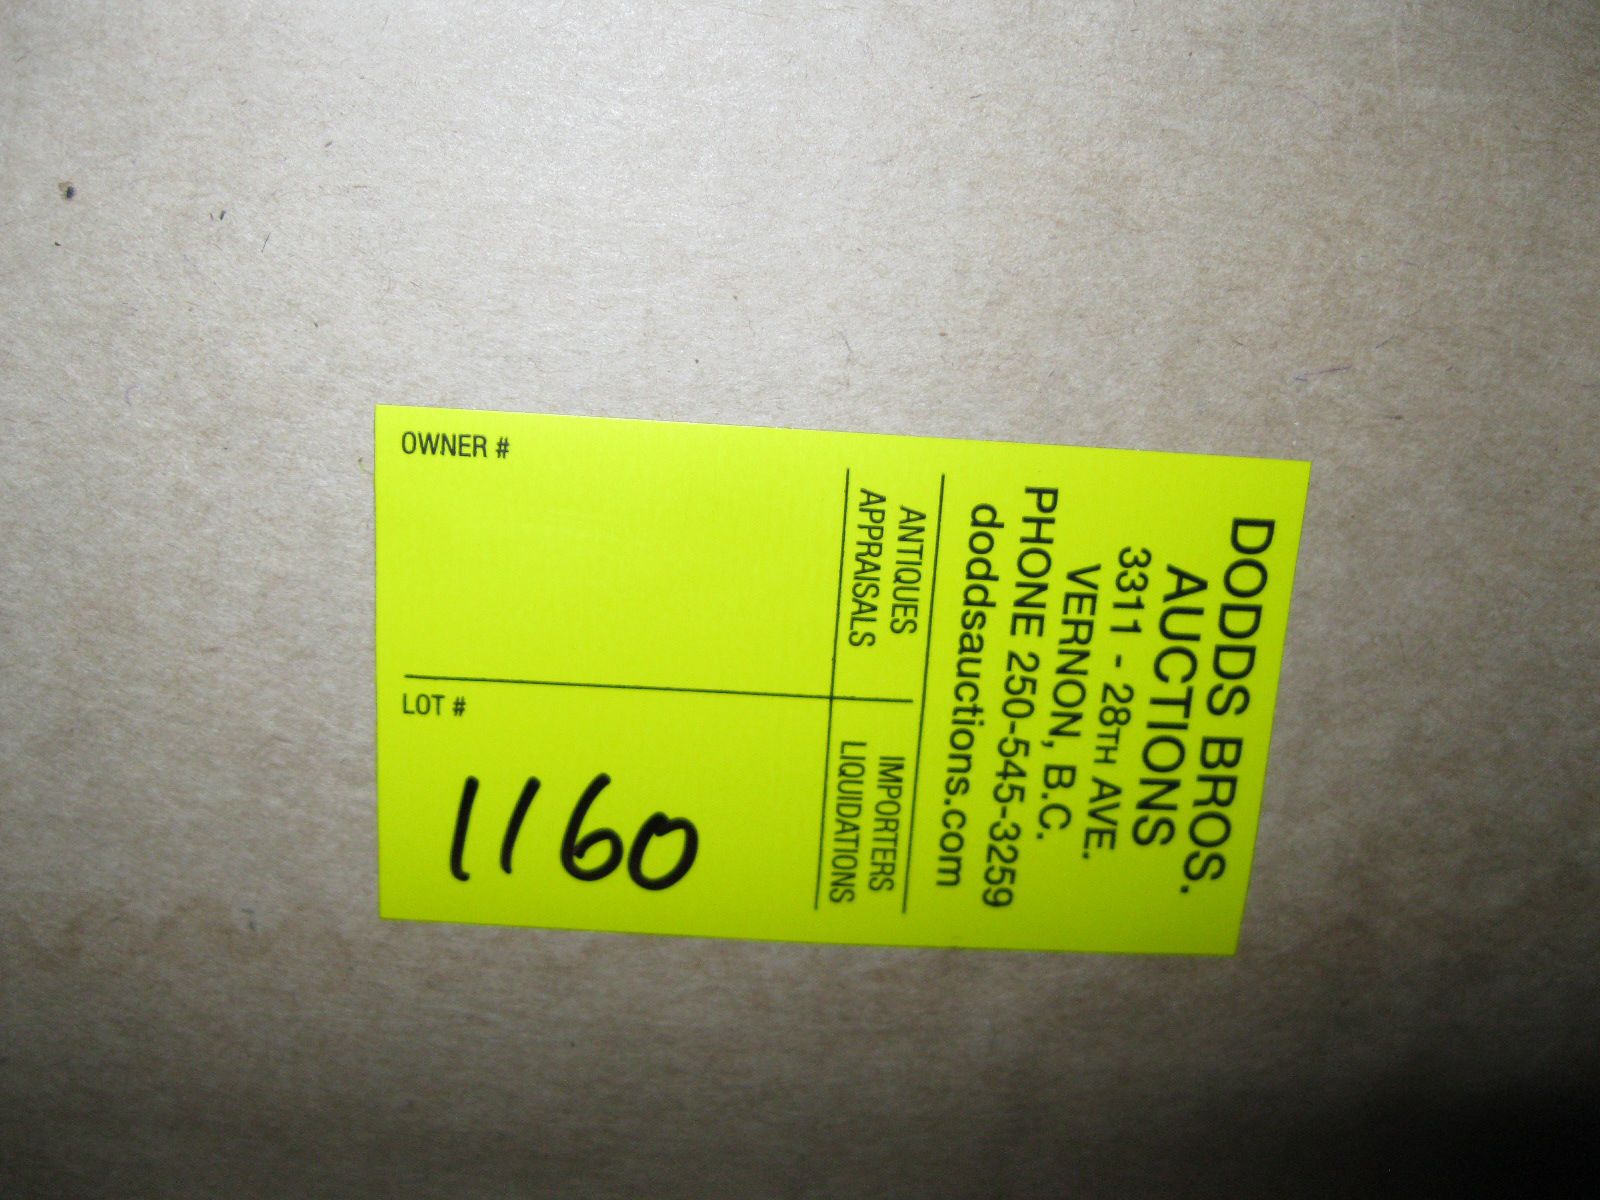 DODDS BROS.
AUCTIONS
3311 - 28TH AVE.
VERNON, B.C.
PHONE 250-545-3259
doddsauctions.com
ANTIQUES
APPRAISALS
IMPORTERS
LIQUIDATIONS
OWNER #
LOT #
1160